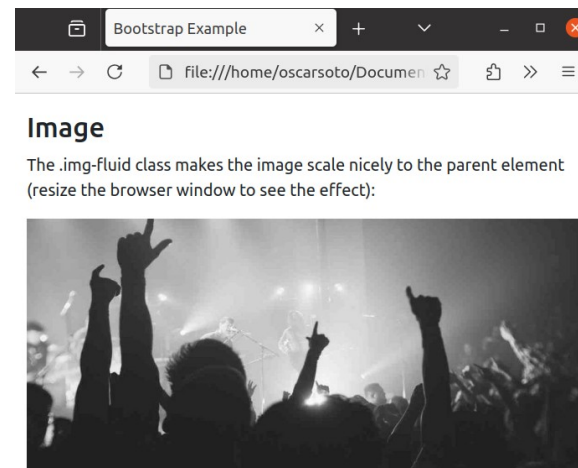 Bootstrap Example
file:///home/oscarsoto/Documen
Image
The .img-fluid class makes the image scale nicely to the parent element
(resize the browser window to see the effect):